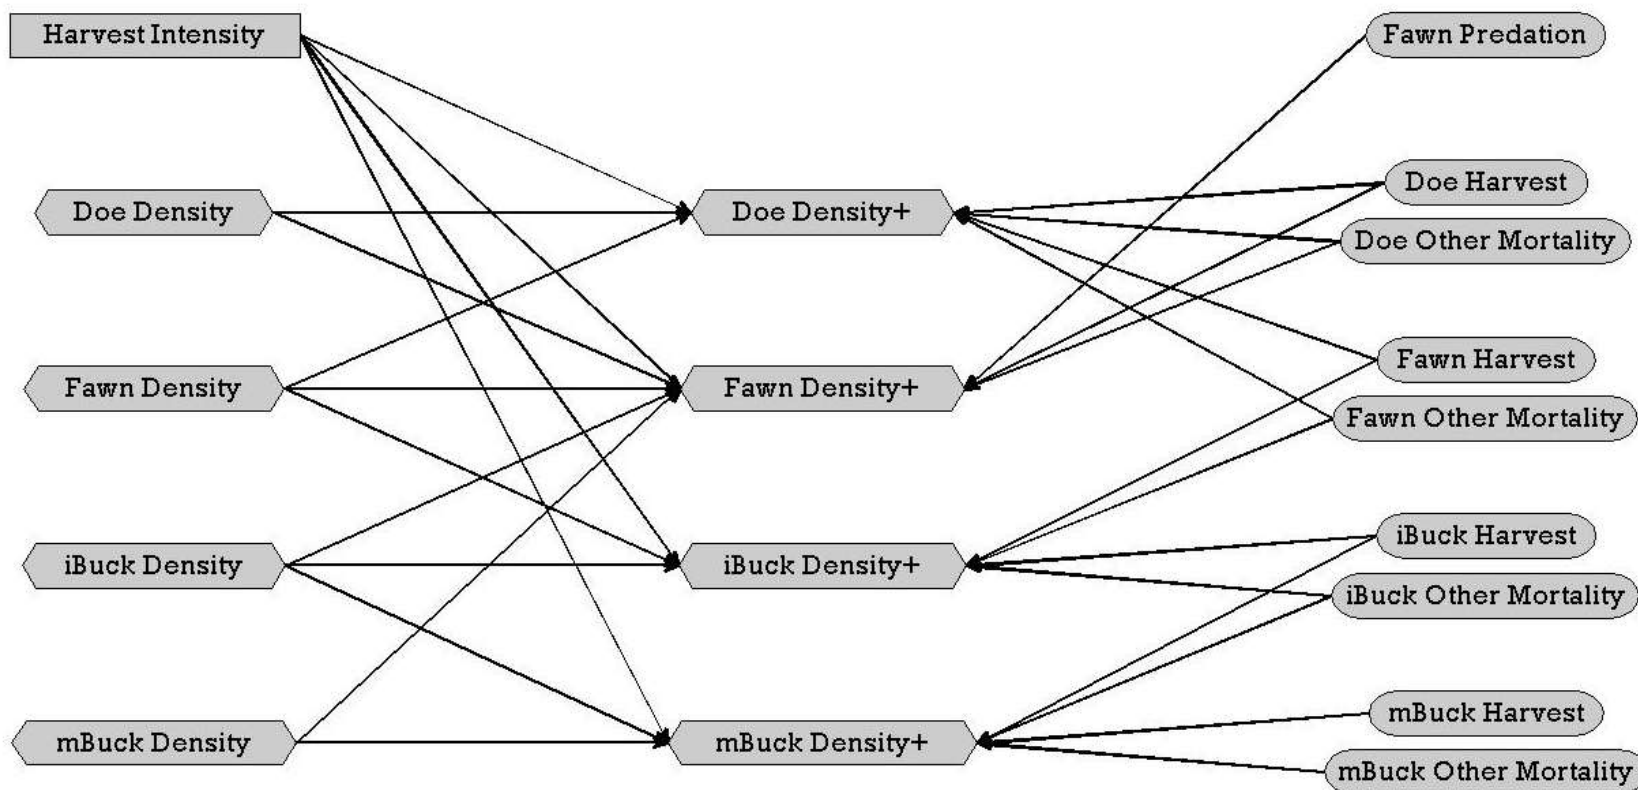 Harvest Intensity
Fawn Predation
Doe Harvest
Doe Density
Doe Density+
Doe Other Mortality
Fawn Harvest
Fawn Density
Fawn Density+
Fawn Other Mortality
iBuck Harvest
iBuck Density
iBuck Density+
iBuck Other Mortality
mBuck Harvest
mBuck Density
mBuck Density+
mBuck Other Mortality